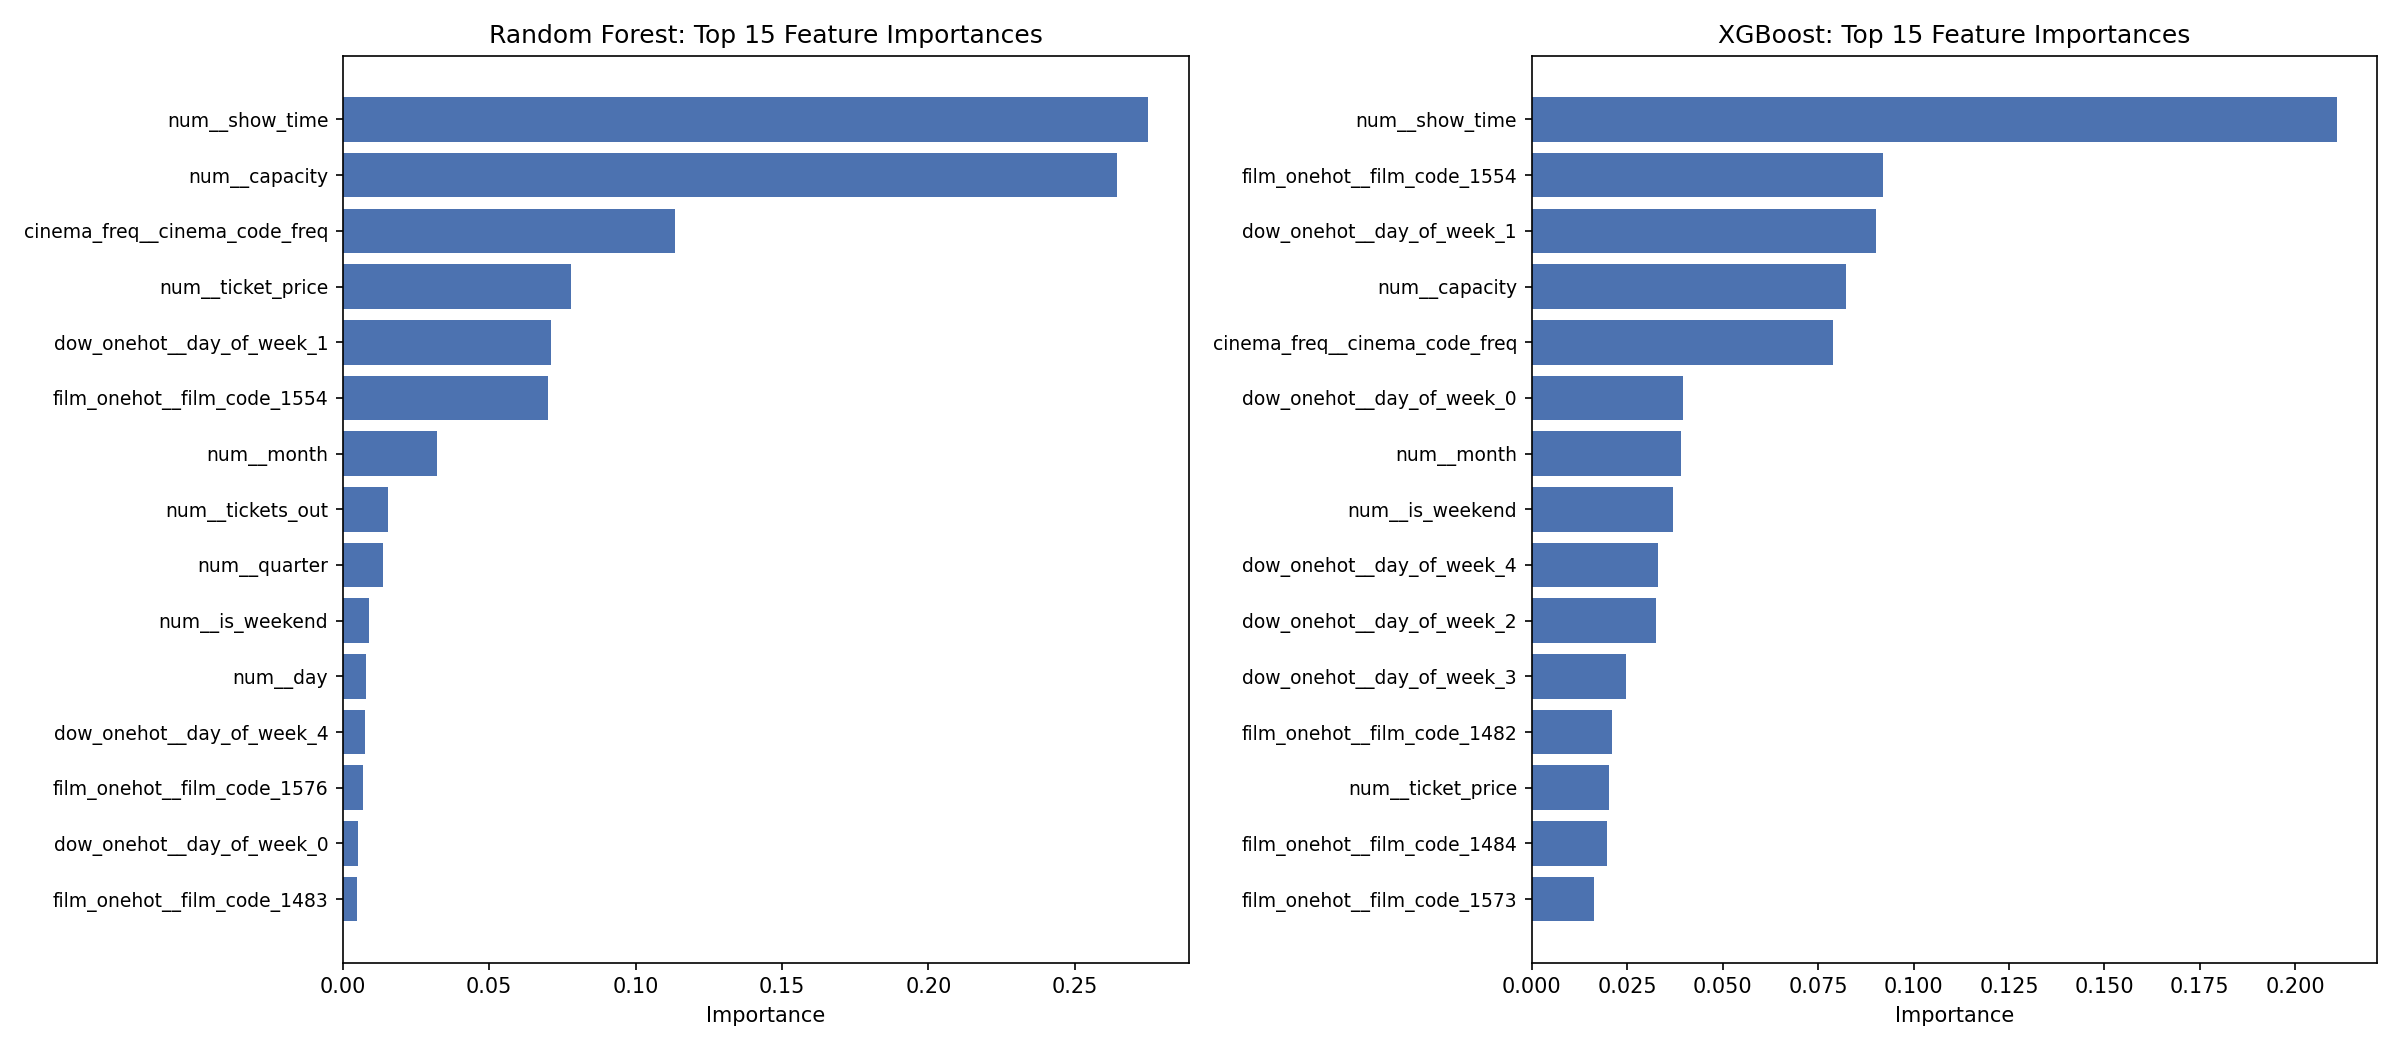 Random Forest: Top 15 Feature Importances
num__show_time
num__capacity
cinema_freq__cinema_code_freq
num__ticket_price
dow_onehot__day_of_week_1
film_onehot__film_code_1554
num__month
num__tickets_out
num__quarter
num__is_weekend
num__day
dow_onehot__day_of_week_4
film_onehot__film_code_1576
dow_onehot__day_of_week_0
film_onehot__film_code_1483
0.00 0.05 0.10 0.15 0.20 0.25
Importance
XGBoost: Top 15 Feature Importances
num__show_time
film_onehot__film_code_1554
dow_onehot__day_of_week_1
num__capacity
cinema_freq__cinema_code_freq
dow_onehot__day_of_week_0
num__month
num__is_weekend
dow_onehot__day_of_week_4
dow_onehot__day_of_week_2
dow_onehot__day_of_week_3
film_onehot__film_code_1482
num__ticket_price
film_onehot__film_code_1484
film_onehot__film_code_1573
0.000 0.025 0.050 0.075 0.100 0.125 0.150 0.175 0.200
Importance